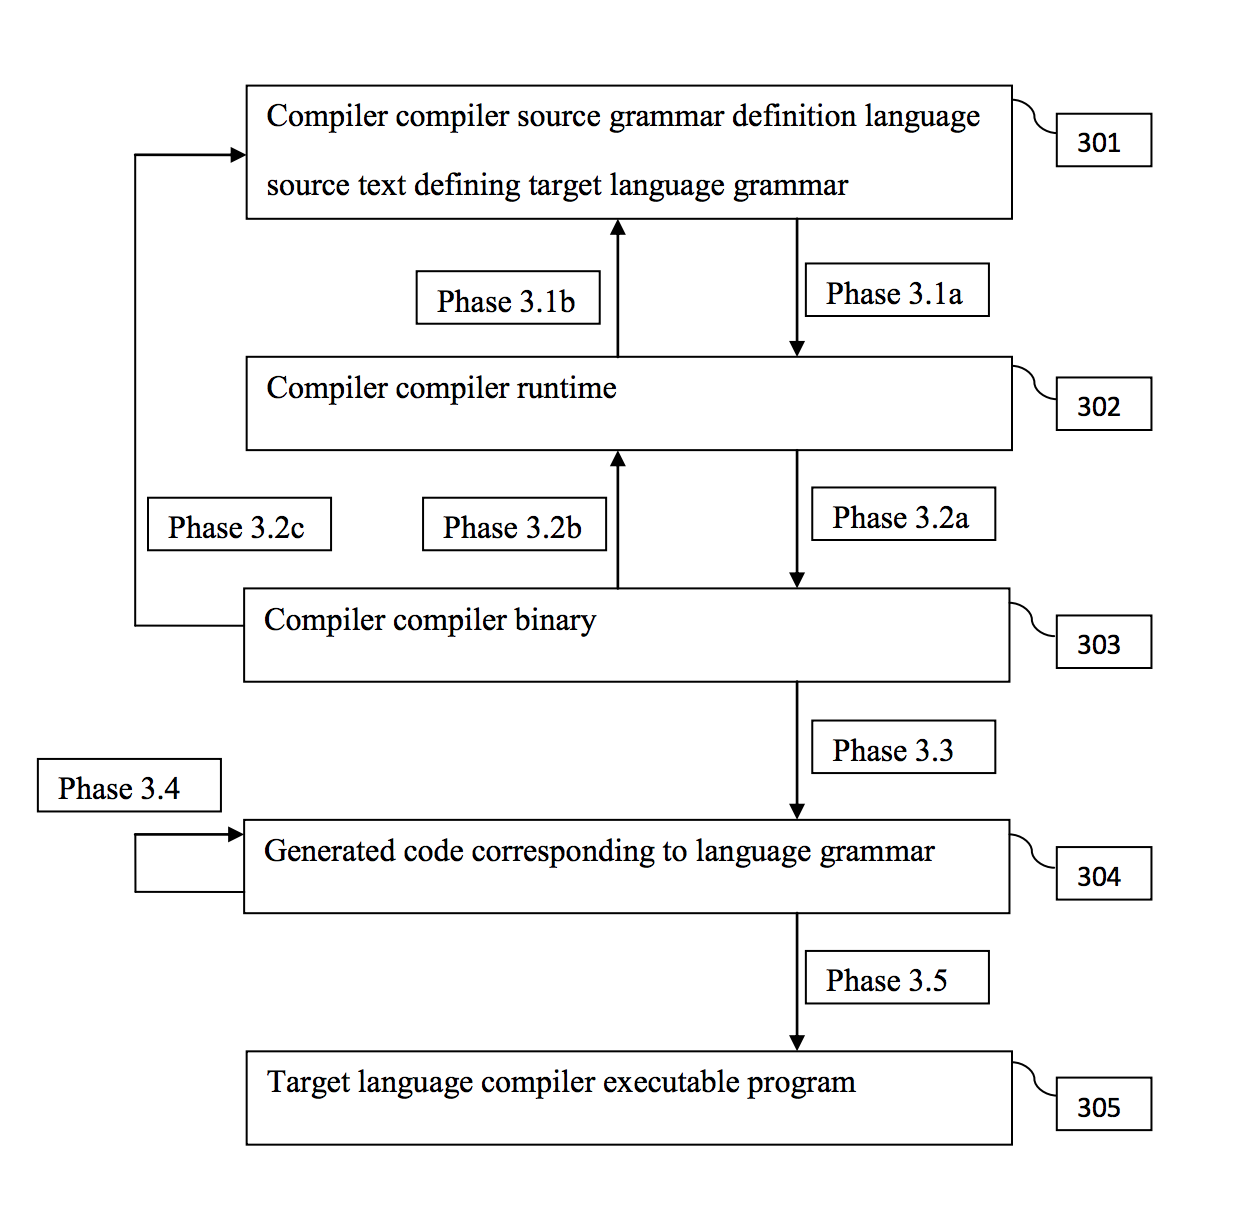 Compiler compiler source grammar definition language
source text defining target language grammar
301
Phase 3.1b
Phase 3.1a
Compiler compiler runtime
302
Phase 3.2c
Phase 3.2b
Phase 3.2a
Compiler compiler binary
303
Phase 3.3
Phase 3.4
Generated code corresponding to language grammar
304
Phase 3.5
Target language compiler executable program
305